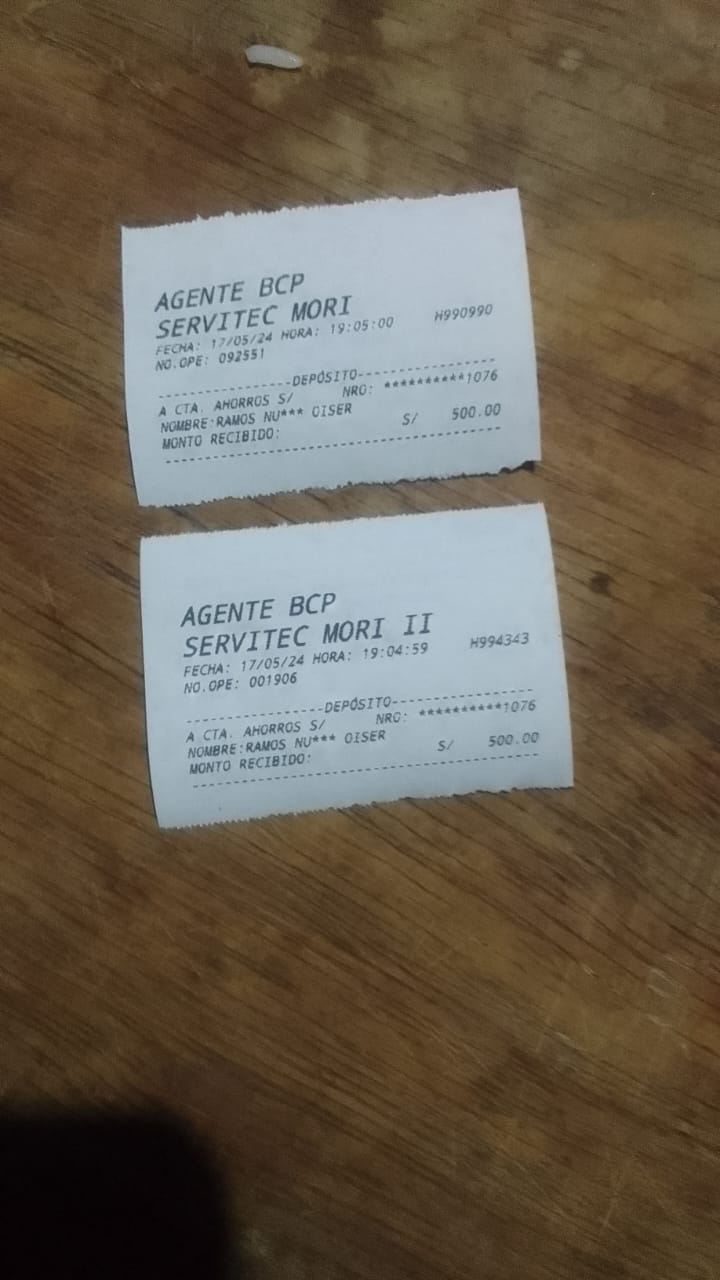 AGENTE BCP
SERVITEC MORI
FECHA: 17/05/24 HORA: 19:05:00 H990990
NO.OPE: 092551
--------------------DEPÓSITO--------------------
A CTA. AHORROS S/ NRO: **********1076
NOMBRE:RAMOS NU*** OISER
MONTO RECIBIDO: S/ 500.00
AGENTE BCP
SERVITEC MORI II
FECHA: 17/05/24 HORA: 19:04:59 H994343
NO.OPE: 001906
--------------------DEPÓSITO--------------------
A CTA. AHORROS S/ NRO: **********1076
NOMBRE:RAMOS NU*** OISER
MONTO RECIBIDO: S/ 500.00